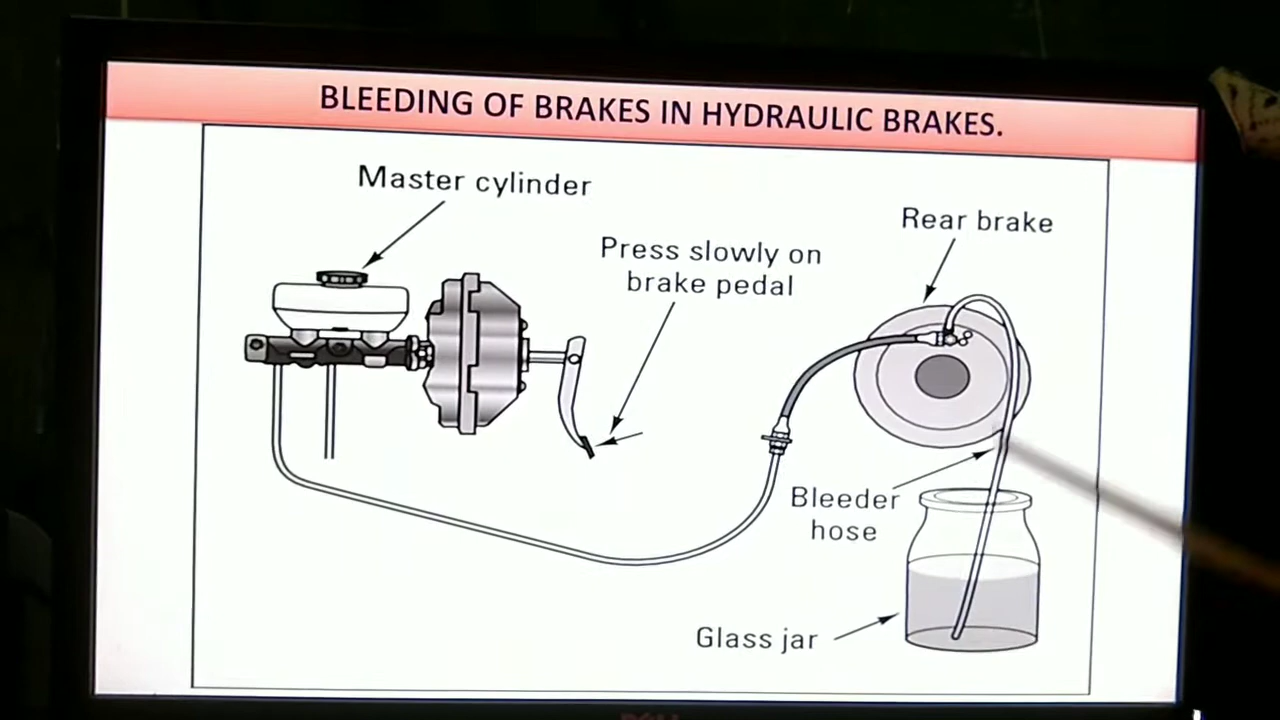 BLEEDING OF BRAKES IN HYDRAULIC BRAKES.
Master cylinder
Rear brake
Press slowly on
brake pedal
Bleeder
hose
Glass jar